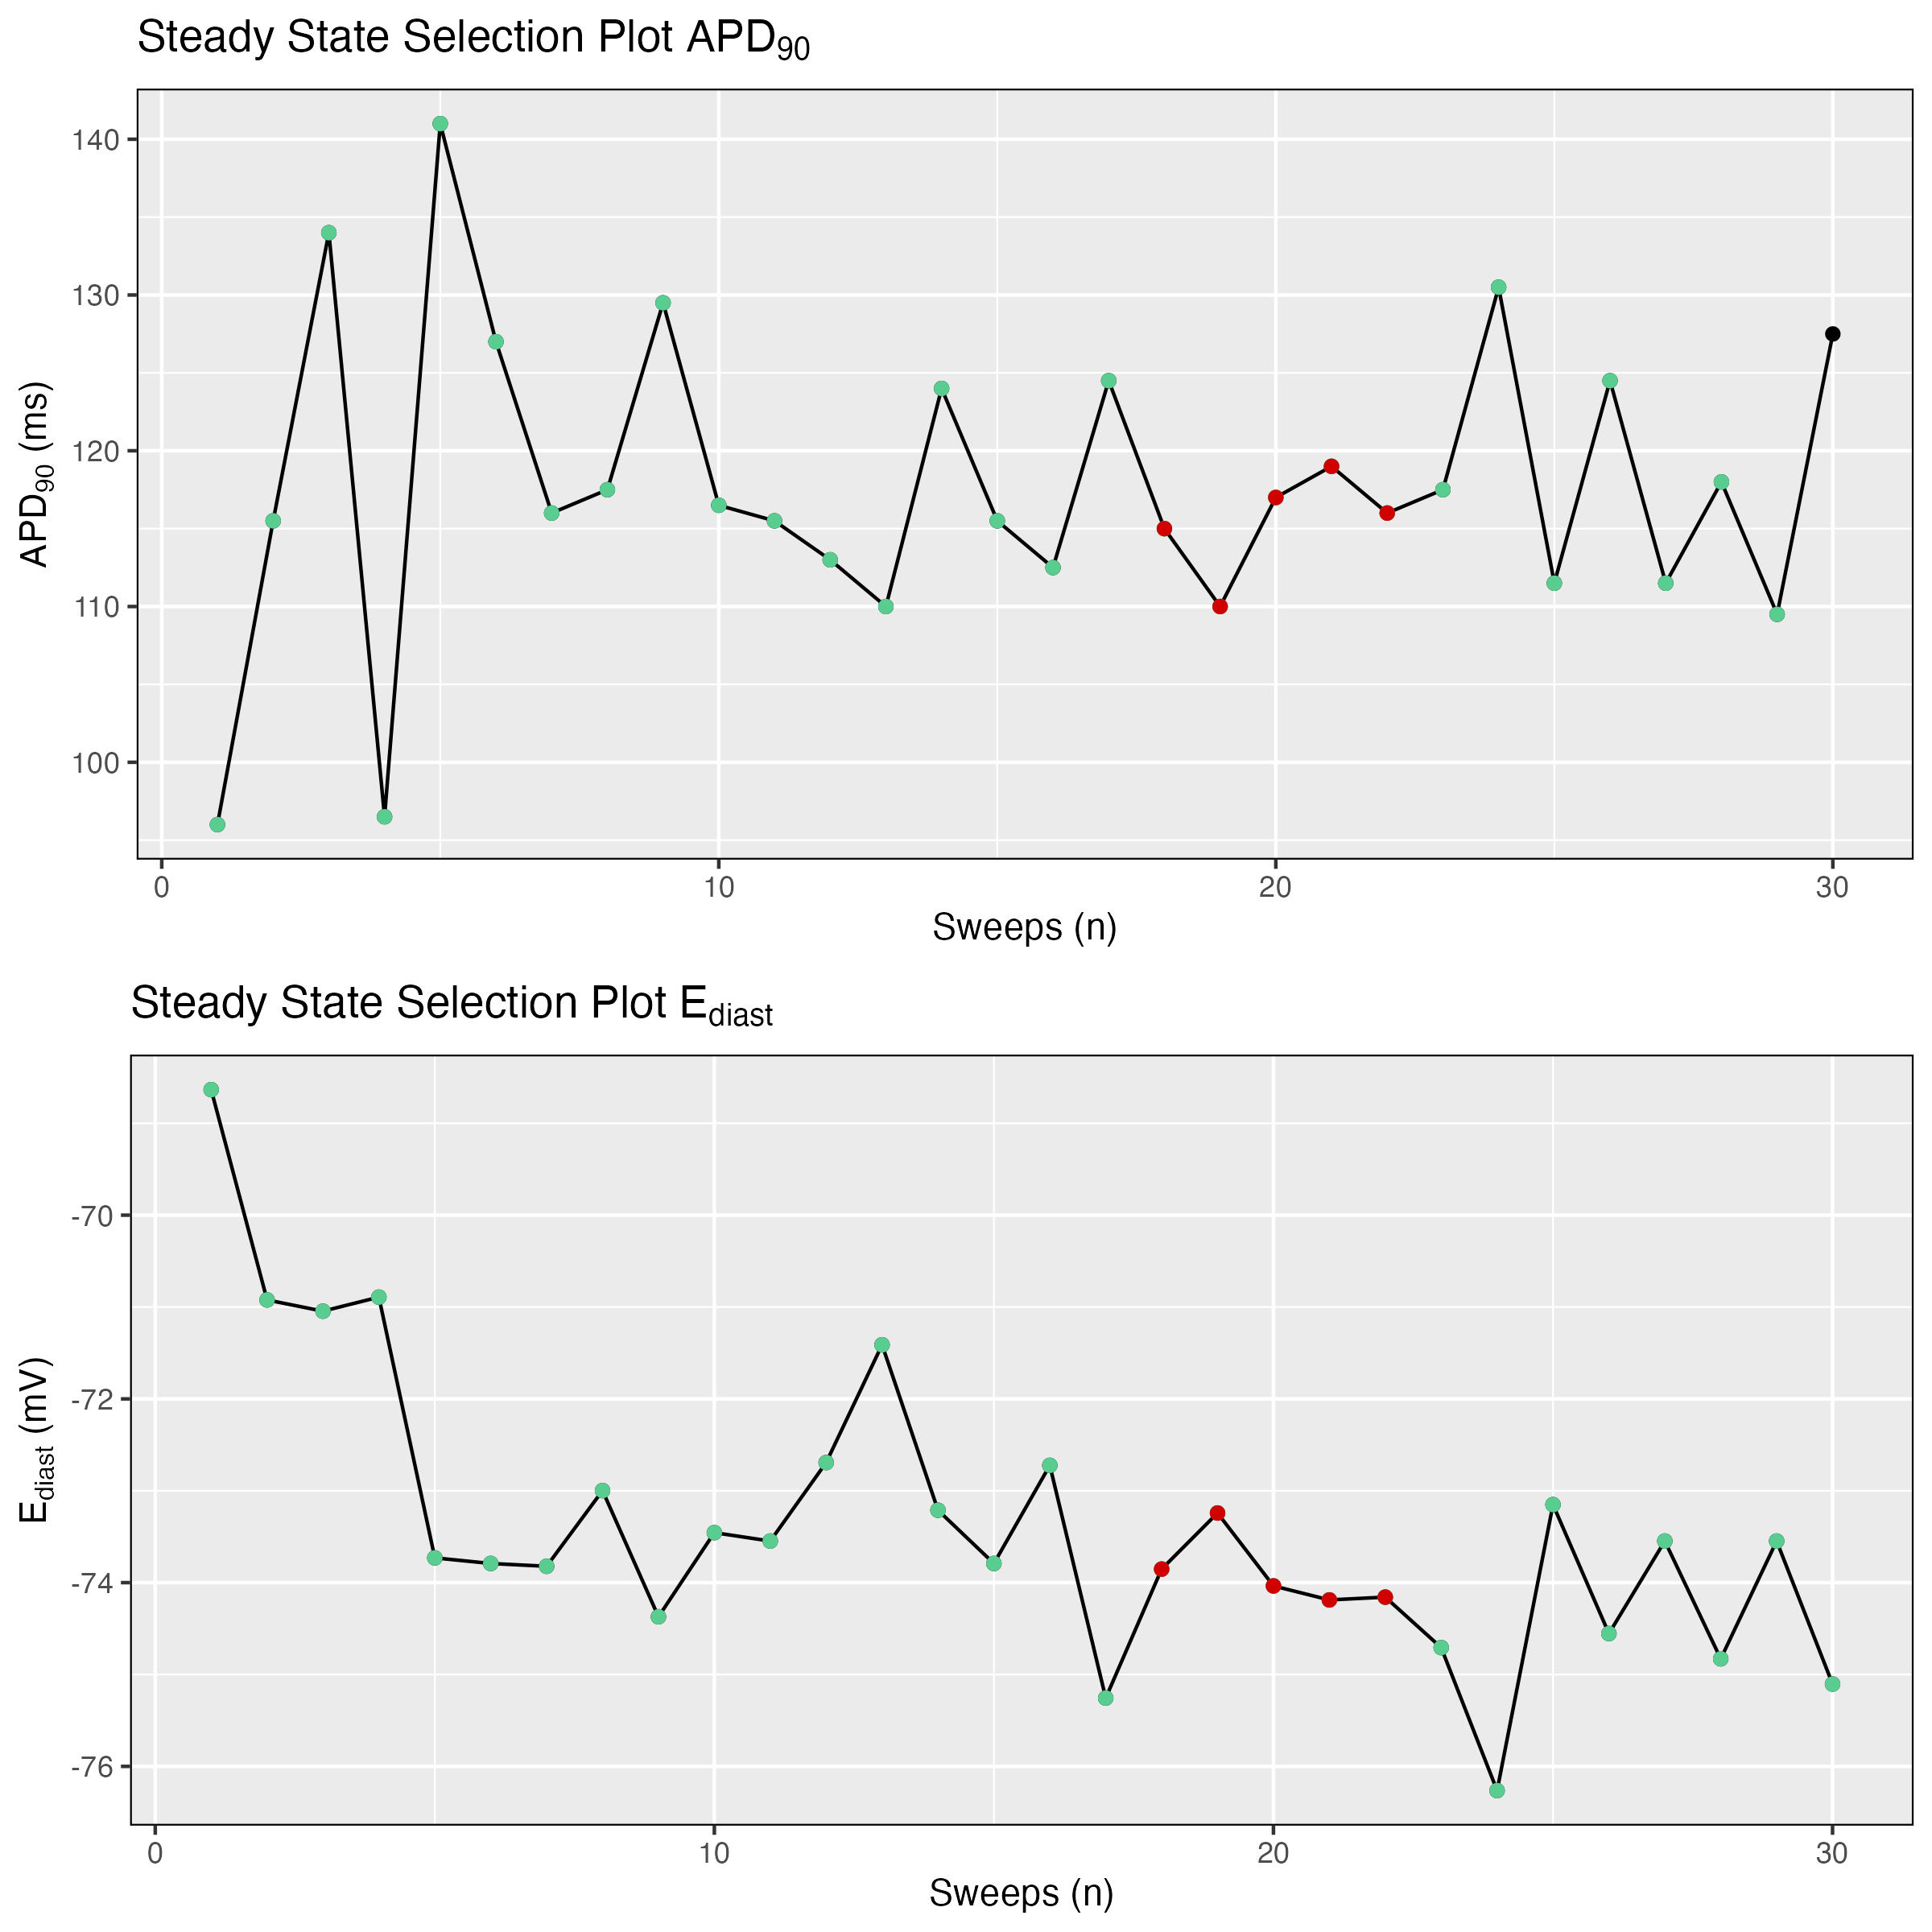 Steady State Selection Plot APD90
140
130
120
110
100
APD90 (ms)
0 10 20 30
Sweeps (n)
Steady State Selection Plot Ediast
-70
-72
-74
-76
Ediast (mV)
0 10 20 30
Sweeps (n)